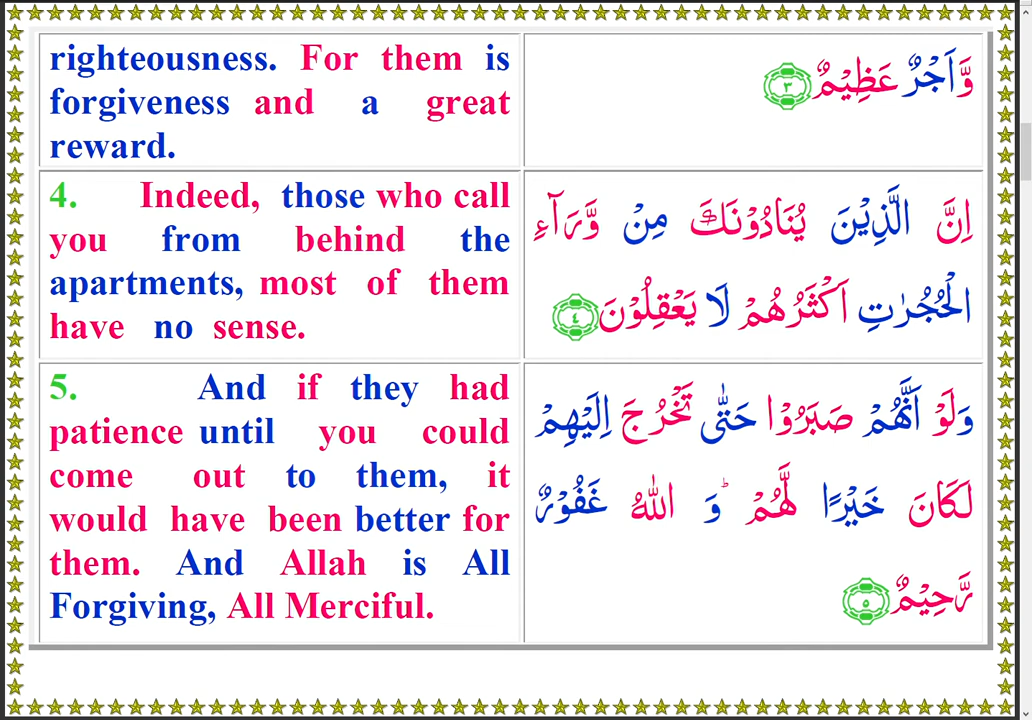 righteousness. For them is
forgiveness and a great
reward.
وَّاَجْرٌ عَظِيْمٌ ۝٣
4. Indeed, those who call
you from behind the
apartments, most of them
have no sense.
اِنَّ الَّذِيْنَ يُنَادُوْنَكَ مِنْ وَّرَآءِ
الْحُجُرٰتِ اَكْثَرُهُمْ لَا يَعْقِلُوْنَ ۝٤
5. And if they had
patience until you could
come out to them, it
would have been better for
them. And Allah is All
Forgiving, All Merciful.
وَلَوْ اَنَّهُمْ صَبَرُوْا حَتّٰى تَخْرُجَ اِلَيْهِمْ
لَكَانَ خَيْرًا لَّهُمْ ؕ وَ اللّٰهُ غَفُوْرٌ
رَّحِيْمٌ ۝٥